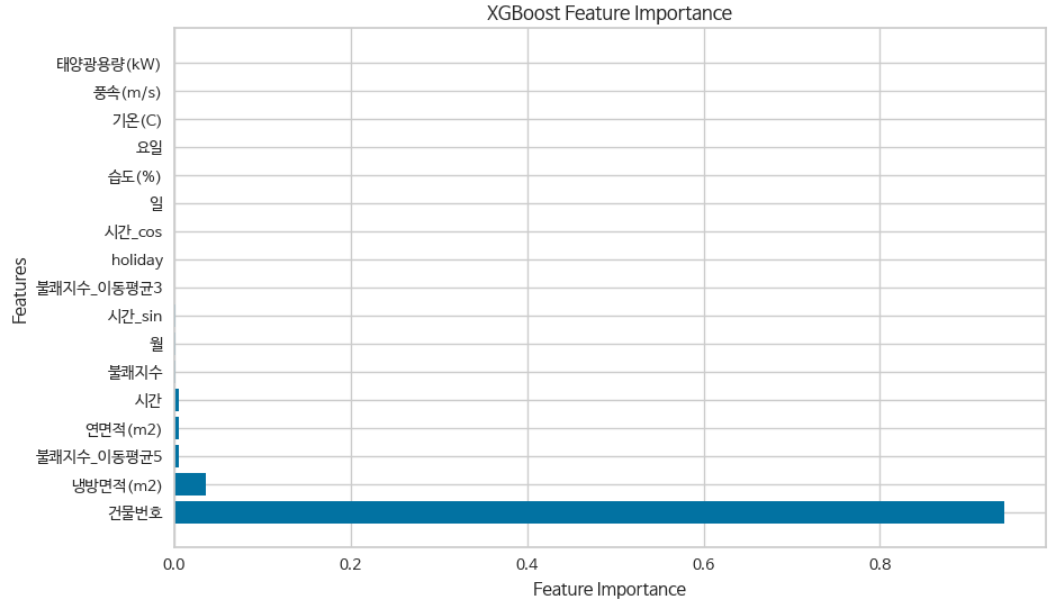 XGBoost Feature Importance
태양광용량(kW)
풍속(m/s)
기온(C)
요일
습도(%)
일
시간_cos
holiday
불쾌지수_이동평균3
시간_sin
월
불쾌지수
시간
연면적(m2)
불쾌지수_이동평균5
냉방면적(m2)
건물번호
Features
0.0 0.2 0.4 0.6 0.8
Feature Importance